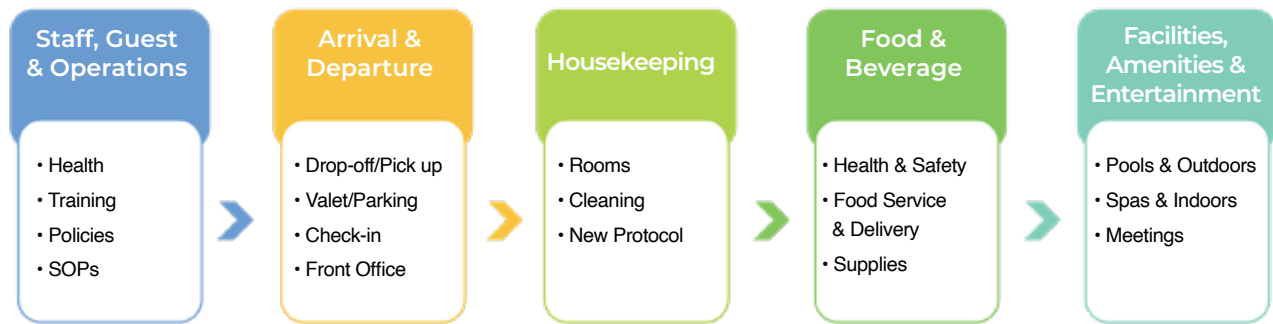 Staff, Guest
& Operations
• Health
• Training
• Policies
• SOPs
Arrival &
Departure
• Drop-off/Pick up
• Valet/Parking
• Check-in
• Front Office
Housekeeping
• Rooms
• Cleaning
• New Protocol
Food &
Beverage
• Health & Safety
• Food Service
& Delivery
• Supplies
Facilities,
Amenities &
Entertainment
• Pools & Outdoors
• Spas & Indoors
• Meetings